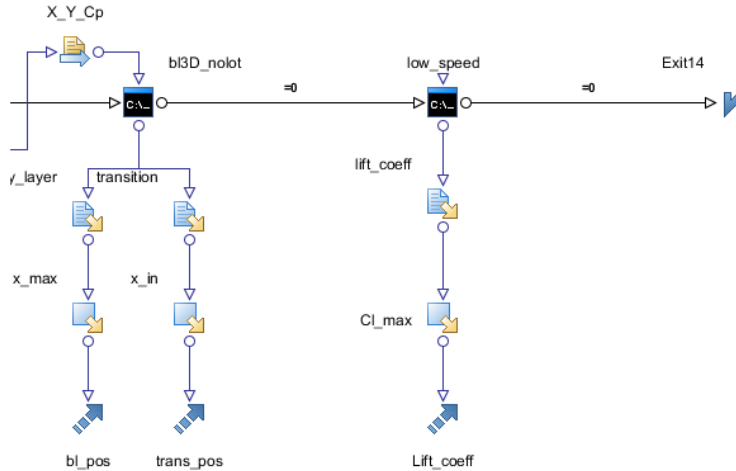 X_Y_Cp
bl3D_nolot
low_speed
Exit14
=0
=0
C:\_
C:\_
y_layer
transition
lift_coeff
x_max
x_in
Cl_max
bl_pos
trans_pos
Lift_coeff